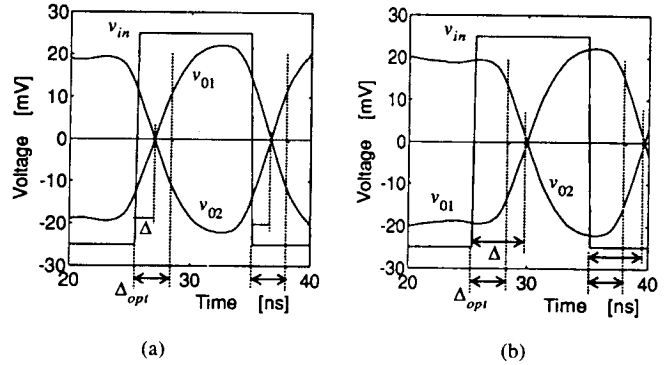 (a)
(b)
30
20
10
0
-10
-20
-30
Voltage [mV]
v_in
v_01
v_02
Δ
20
30
40
Δ_opt
Time [ns]
30
20
10
0
-10
-20
-30
Voltage [mV]
v_in
v_02
v_01
Δ
20
30
40
Δ_opt
Time [ns]
(a)
(b)